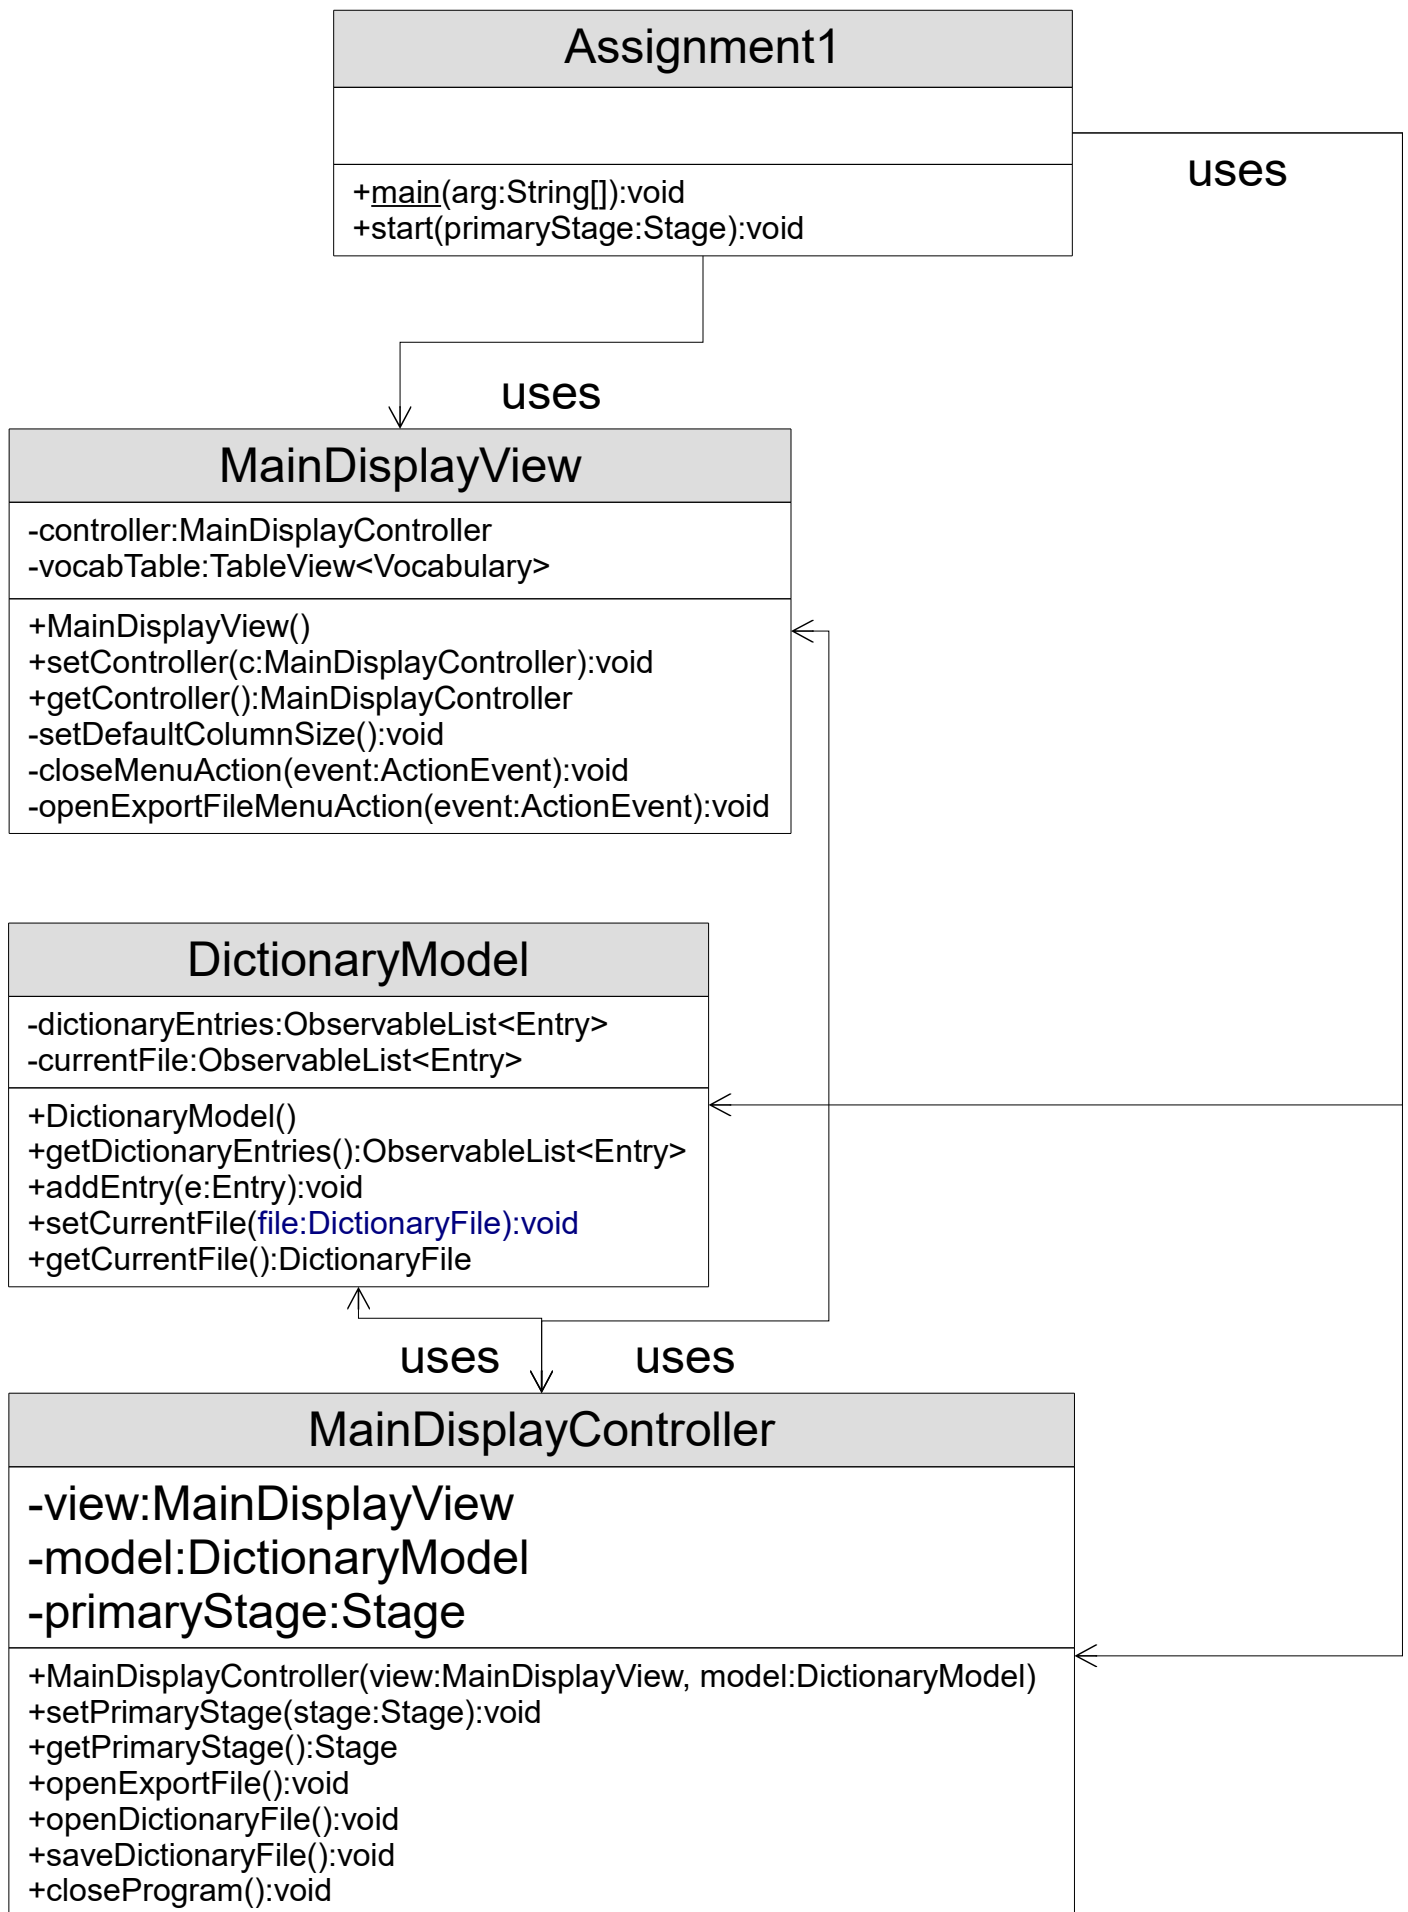 Assignment1
+main(arg:String[]):void
+start(primaryStage:Stage):void
uses
uses
MainDisplayView
-controller:MainDisplayController
-vocabTable:TableView<Vocabulary>
+MainDisplayView()
+setController(c:MainDisplayController):void
+getController():MainDisplayController
-setDefaultColumnSize():void
-closeMenuAction(event:ActionEvent):void
-openExportFileMenuAction(event:ActionEvent):void
DictionaryModel
-dictionaryEntries:ObservableList<Entry>
-currentFile:ObservableList<Entry>
+DictionaryModel()
+getDictionaryEntries():ObservableList<Entry>
+addEntry(e:Entry):void
+setCurrentFile(file:DictionaryFile):void
+getCurrentFile():DictionaryFile
uses
uses
MainDisplayController
-view:MainDisplayView
-model:DictionaryModel
-primaryStage:Stage
+MainDisplayController(view:MainDisplayView, model:DictionaryModel)
+setPrimaryStage(stage:Stage):void
+getPrimaryStage():Stage
+openExportFile():void
+openDictionaryFile():void
+saveDictionaryFile():void
+closeProgram():void